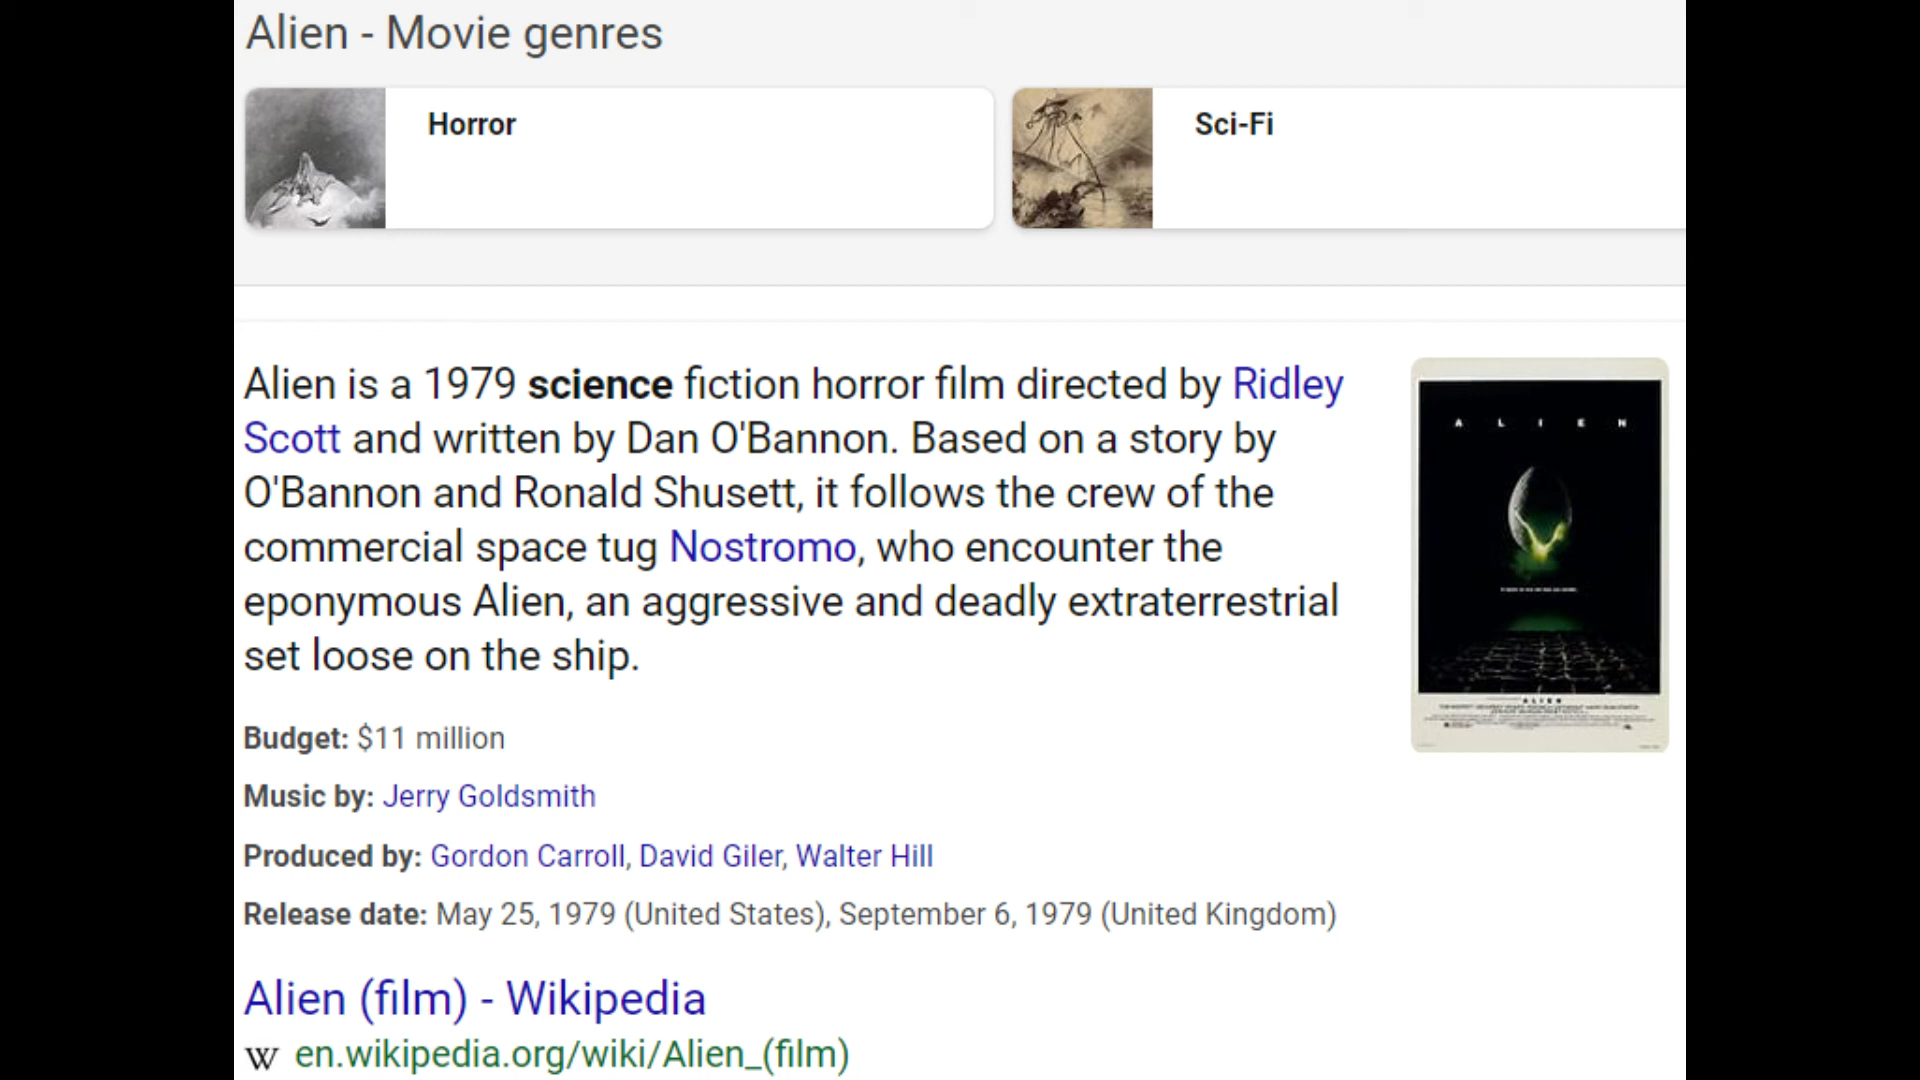 Alien - Movie genres
Horror
Sci-Fi
Alien is a 1979 science fiction horror film directed by Ridley
Scott and written by Dan O'Bannon. Based on a story by
O'Bannon and Ronald Shusett, it follows the crew of the
commercial space tug Nostromo, who encounter the
eponymous Alien, an aggressive and deadly extraterrestrial
set loose on the ship.
A L I E N
ALIEN
Budget: $11 million
Music by: Jerry Goldsmith
Produced by: Gordon Carroll, David Giler, Walter Hill
Release date: May 25, 1979 (United States), September 6, 1979 (United Kingdom)
Alien (film) - Wikipedia
W en.wikipedia.org/wiki/Alien_(film)